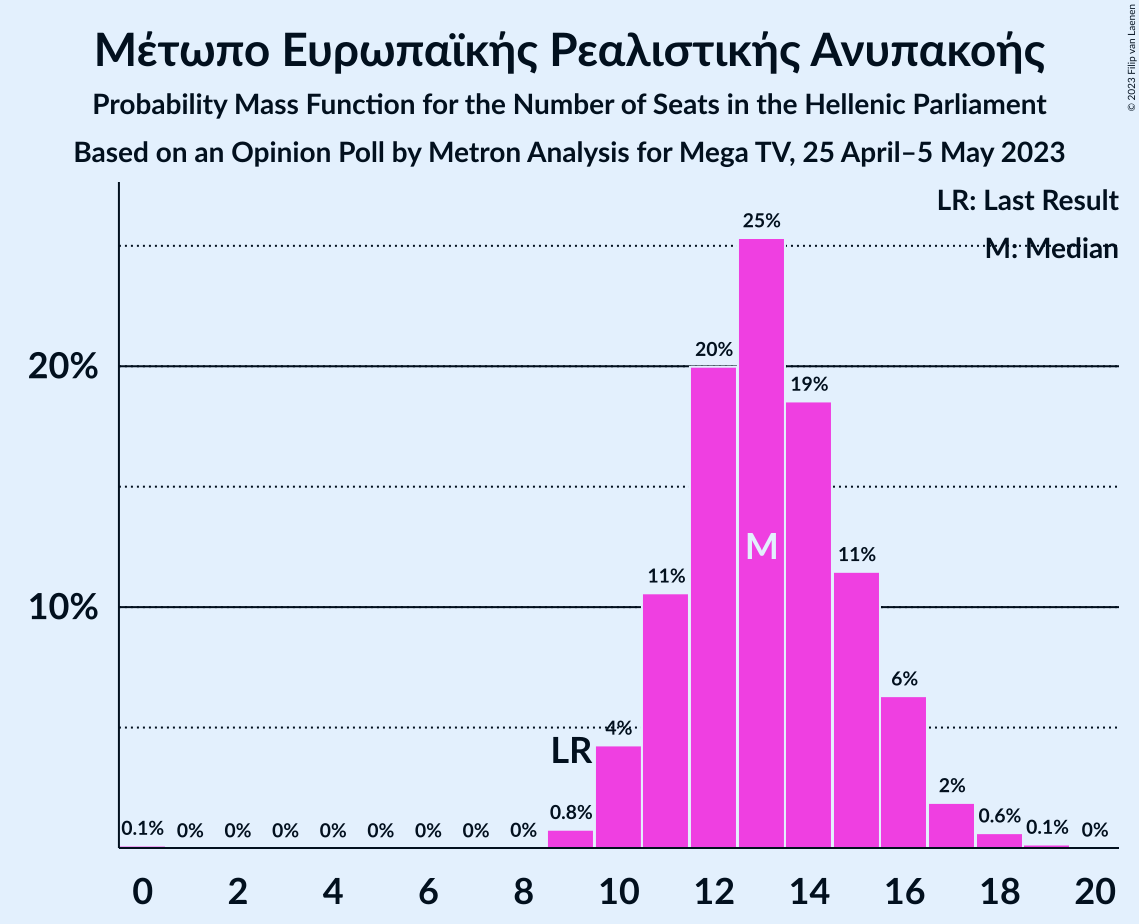 Μέτωπο Ευρωπαϊκής Ρεαλιστικής Ανυπακοής
Probability Mass Function for the Number of Seats in the Hellenic Parliament
Based on an Opinion Poll by Metron Analysis for Mega TV, 25 April–5 May 2023
© 2023 Filip van Laenen
LR: Last Result
M: Median
20%
10%
0.1%
0%
0%
0%
0%
0%
0%
0%
0%
0.8%
4%
11%
20%
25%
19%
11%
6%
2%
0.6%
0.1%
0%
LR
M
0 2 4 6 8 10 12 14 16 18 20